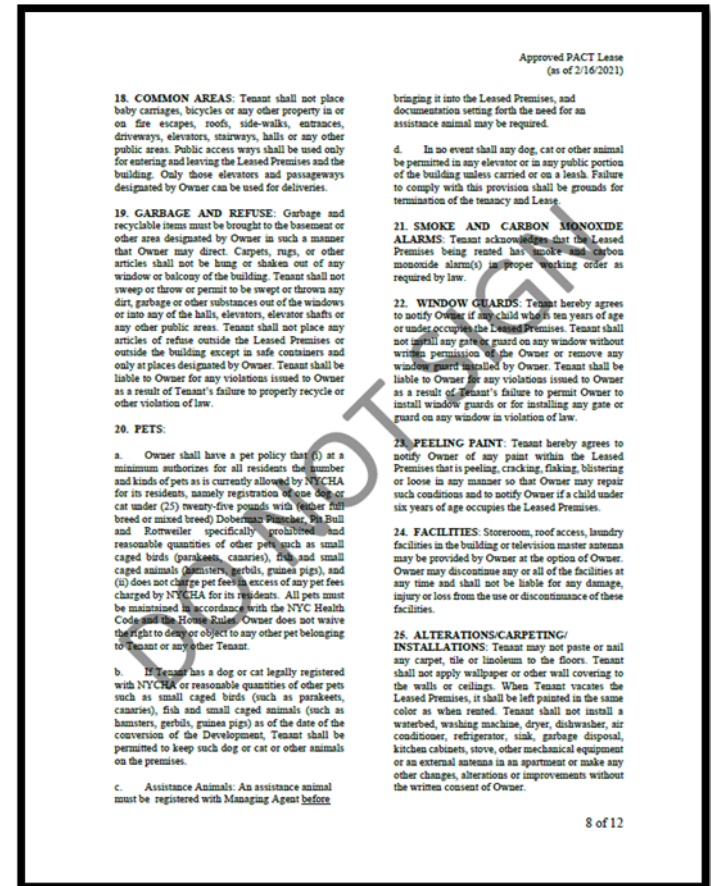 Approved PACT Lease
(as of 2/16/2021)
18. COMMON AREAS: Tenant shall not place
baby carriages, bicycles or any other property in or
on fire escapes, roofs, side-walks, entrances,
driveways, elevators, stairways, halls or any other
public areas. Public access ways shall be used only
for entering and leaving the Leased Premises and the
building. Only those elevators and passageways
designated by Owner can be used for deliveries.
19. GARBAGE AND REFUSE: Garbage and
recyclable items must be brought to the basement or
other area designated by Owner in such a manner
that Owner may direct. Carpets, rugs, or other
articles shall not be hung or shaken out of any
window or balcony of the building. Tenant shall not
sweep or throw or permit to be swept or thrown any
dirt, garbage or other substances out of the windows
or into any of the halls, elevators, elevator shafts or
any other public areas. Tenant shall not place any
articles of refuse outside the Leased Premises or
outside the building except in safe containers and
only at places designated by Owner. Tenant shall be
liable to Owner for any violations issued to Owner
as a result of Tenant's failure to properly recycle or
other violation of law.
20. PETS:
a. Owner shall have a pet policy that (i) at a
minimum authorizes for all residents the number
and kinds of pets as is currently allowed by NYCHA
for its residents, namely registration of one dog or
cat under (25) twenty-five pounds with (either full
breed or mixed breed) Doberman Pinscher, Pit Bull
and Rottweiler specifically prohibited and
reasonable quantities of other pets such as small
caged birds (parakeets, canaries), fish and small
caged animals (hamsters, gerbils, guinea pigs), and
(ii) does not charge pet fees in excess of any pet fees
charged by NYCHA for its residents. All pets must
be maintained in accordance with the NYC Health
Code and the House Rules. Owner does not waive
the right to deny or object to any other pet belonging
to Tenant or any other Tenant.
b. If Tenant has a dog or cat legally registered
with NYCHA or reasonable quantities of other pets
such as small caged birds (such as parakeets,
canaries), fish and small caged animals (such as
hamsters, gerbils, guinea pigs) as of the date of the
conversion of the Development, Tenant shall be
permitted to keep such dog or cat or other animals
on the premises.
c. Assistance Animals: An assistance animal
must be registered with Managing Agent before
bringing it into the Leased Premises, and
documentation setting forth the need for an
assistance animal may be required.
d. In no event shall any dog, cat or other animal
be permitted in any elevator or in any public portion
of the building unless carried or on a leash. Failure
to comply with this provision shall be grounds for
termination of the tenancy and Lease.
21. SMOKE AND CARBON MONOXIDE
ALARMS: Tenant acknowledges that the Leased
Premises being rented has smoke and carbon
monoxide alarm(s) in proper working order as
required by law.
22. WINDOW GUARDS: Tenant hereby agrees
to notify Owner if any child who is ten years of age
or under occupies the Leased Premises. Tenant shall
not install any gate or guard on any window without
written permission of the Owner or remove any
window guard installed by Owner. Tenant shall be
liable to Owner for any violations issued to Owner
as a result of Tenant's failure to permit Owner to
install window guards or for installing any gate or
guard on any window in violation of law.
23. PEELING PAINT: Tenant hereby agrees to
notify Owner of any paint within the Leased
Premises that is peeling, cracking, flaking, blistering
or loose in any manner so that Owner may repair
such conditions and to notify Owner if a child under
six years of age occupies the Leased Premises.
24. FACILITIES: Storeroom, roof access, laundry
facilities in the building or television master antenna
may be provided by Owner at the option of Owner.
Owner may discontinue any or all of the facilities at
any time and shall not be liable for any damage,
injury or loss from the use or discontinuance of these
facilities.
25. ALTERATIONS/CARPETING/
INSTALLATIONS: Tenant may not paste or nail
any carpet, tile or linoleum to the floors. Tenant
shall not apply wallpaper or other wall covering to
the walls or ceilings. When Tenant vacates the
Leased Premises, it shall be left painted in the same
color as when rented. Tenant shall not install a
waterbed, washing machine, dryer, dishwasher, air
conditioner, refrigerator, sink, garbage disposal,
kitchen cabinets, stove, other mechanical equipment
or an external antenna in an apartment or make any
other changes, alterations or improvements without
the written consent of Owner.
8 of 12
DO NOT SIGN